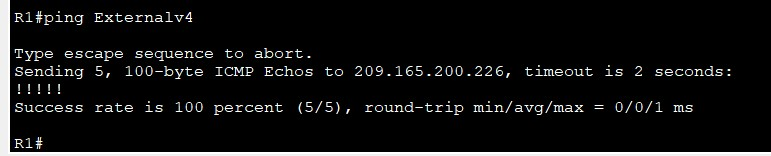 R1#ping Externalv4
Type escape sequence to abort.
Sending 5, 100-byte ICMP Echos to 209.165.200.226, timeout is 2 seconds:
!!!!!
Success rate is 100 percent (5/5), round-trip min/avg/max = 0/0/1 ms
R1#